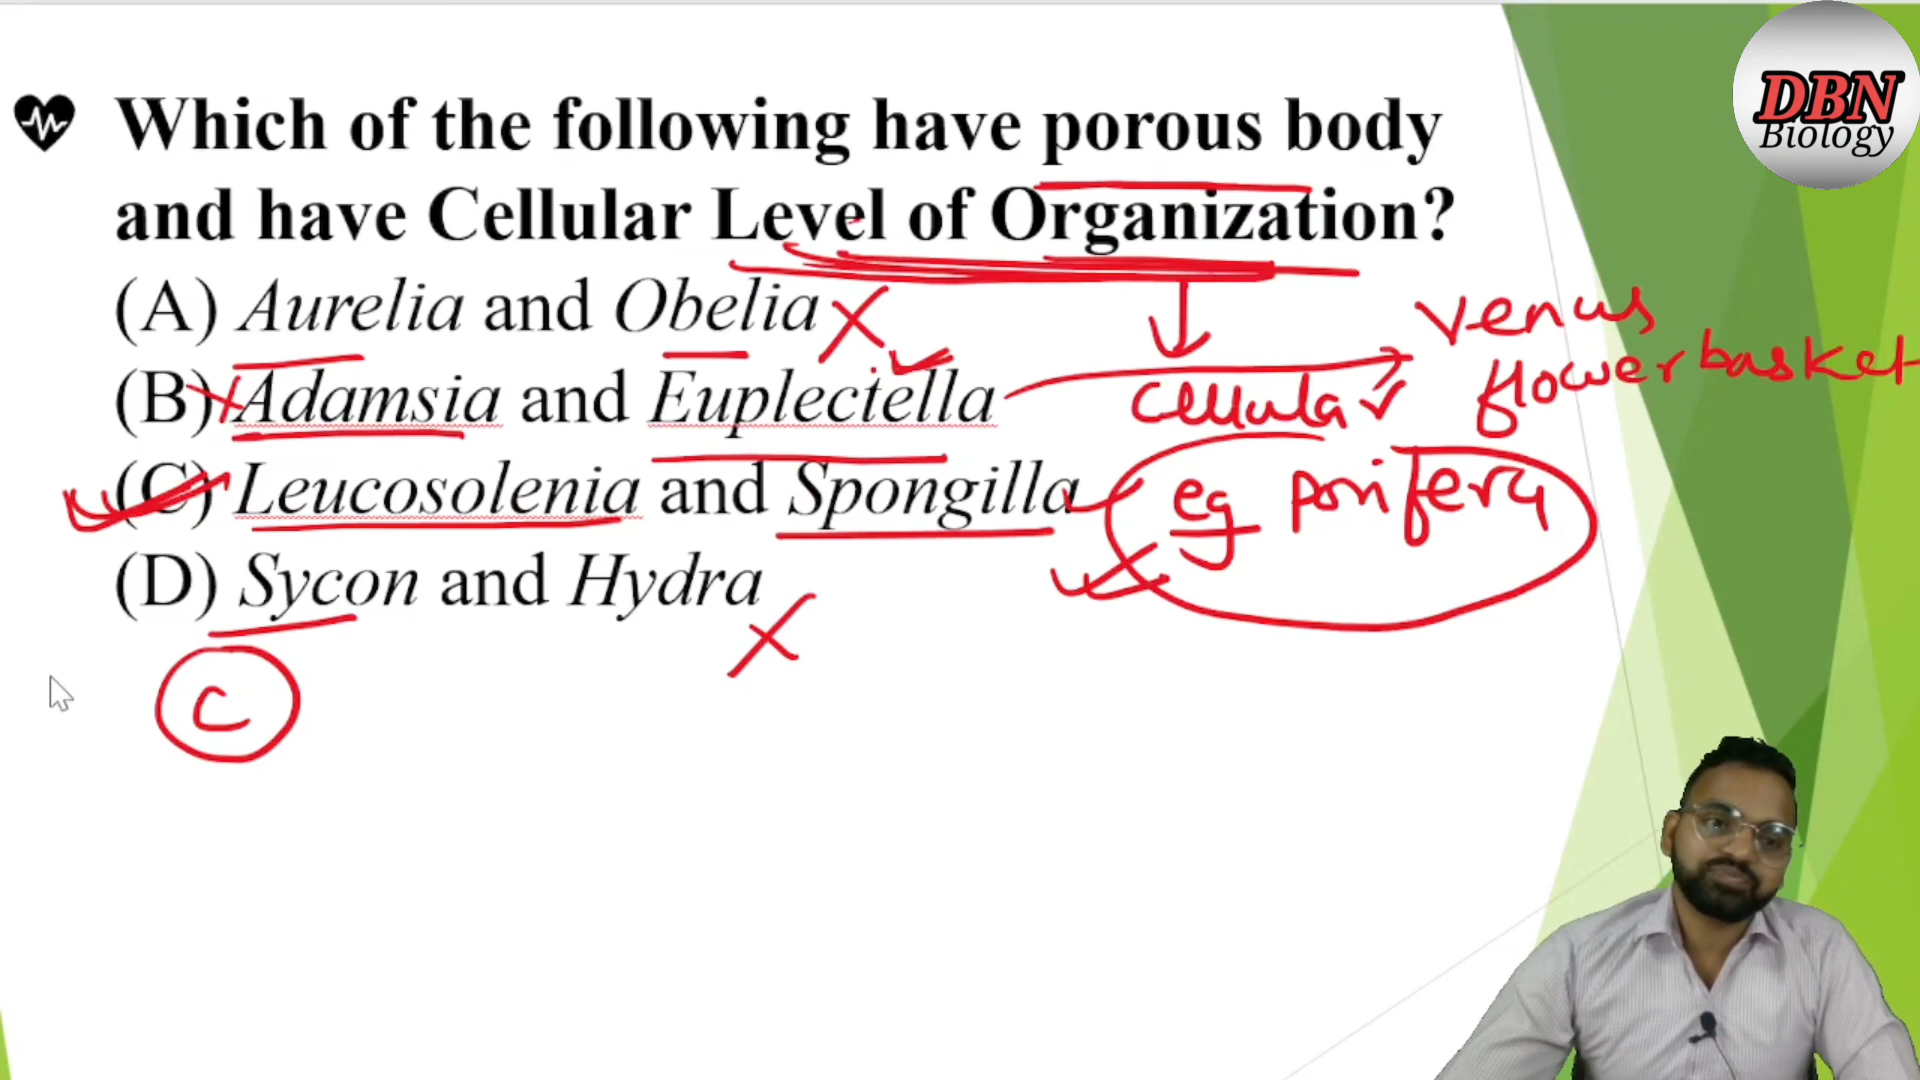 DBN
Biology
Which of the following have porous body
and have Cellular Level of Organization?
(A) Aurelia and Obelia
(B) Adamsia and Euplectella
(C) Leucosolenia and Spongilla
(D) Sycon and Hydra
Venus
flower basket
cellular
eg porifera
C